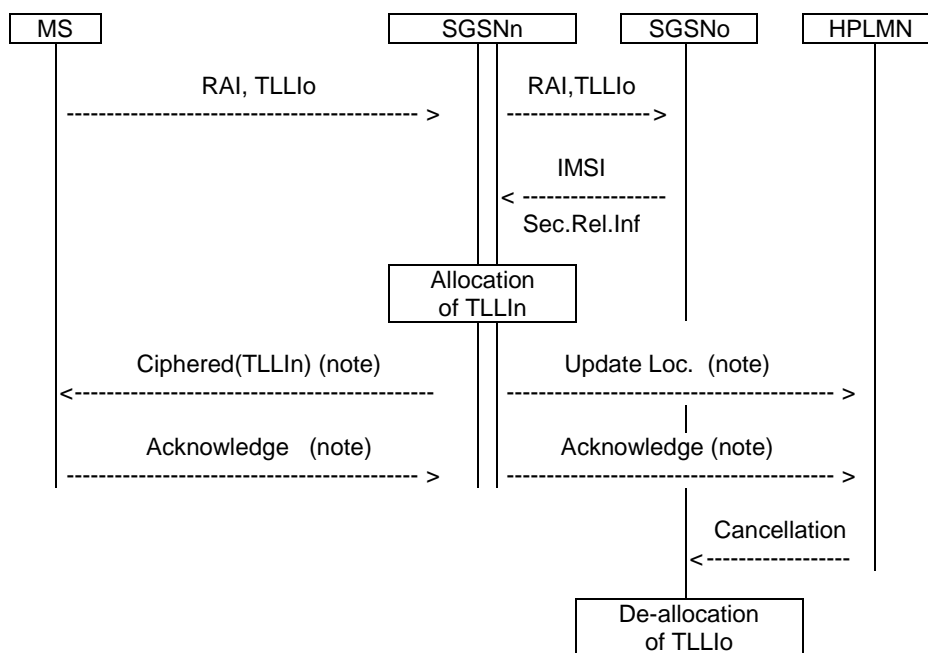 MS SGSNn SGSNo HPLMN
RAI, TLLIo RAI,TLLIo
IMSI
Sec.Rel.Inf
Allocation
of TLLIn
Ciphered(TLLIn) (note) Update Loc. (note)
Acknowledge (note) Acknowledge (note)
Cancellation
De-allocation
of TLLIo